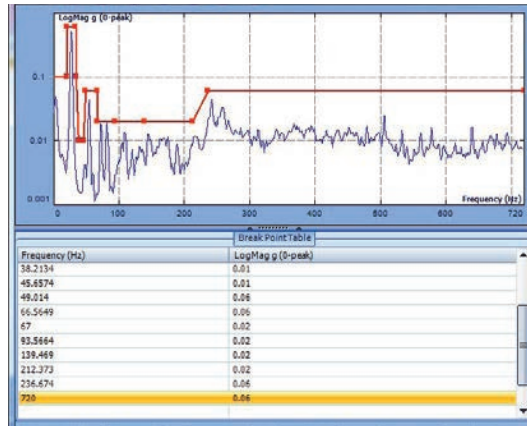 LogMag g (0-peak)
0.1
0.01
0.001
Frequency (Hz)
0 100 200 300 400 500 600 720
Break Point Table
Frequency (Hz) LogMag g (0-peak)
38.2134 0.01
45.6574 0.01
49.014 0.06
66.5649 0.06
67 0.02
93.5664 0.02
139.469 0.02
212.373 0.02
236.674 0.06
720 0.06